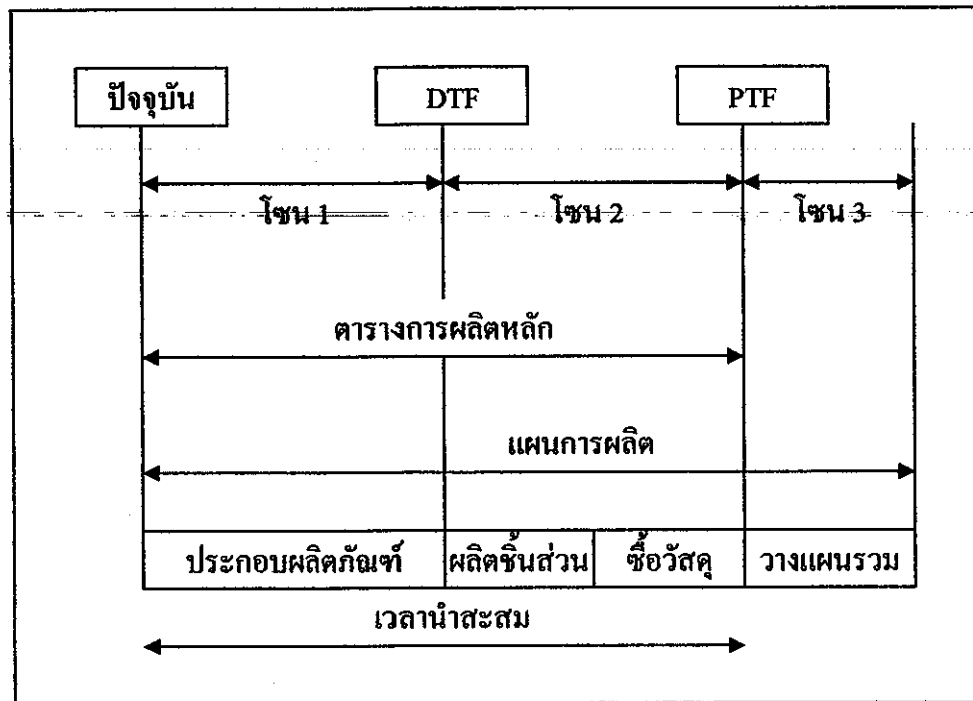 ปัจจุบัน DTF PTF
โซน 1 โซน 2 โซน 3
ตารางการผลิตหลัก
แผนการผลิต
ประกอบผลิตภัณฑ์ ผลิตชิ้นส่วน ซื้อวัสดุ วางแผนรวม
เวลานำสะสม